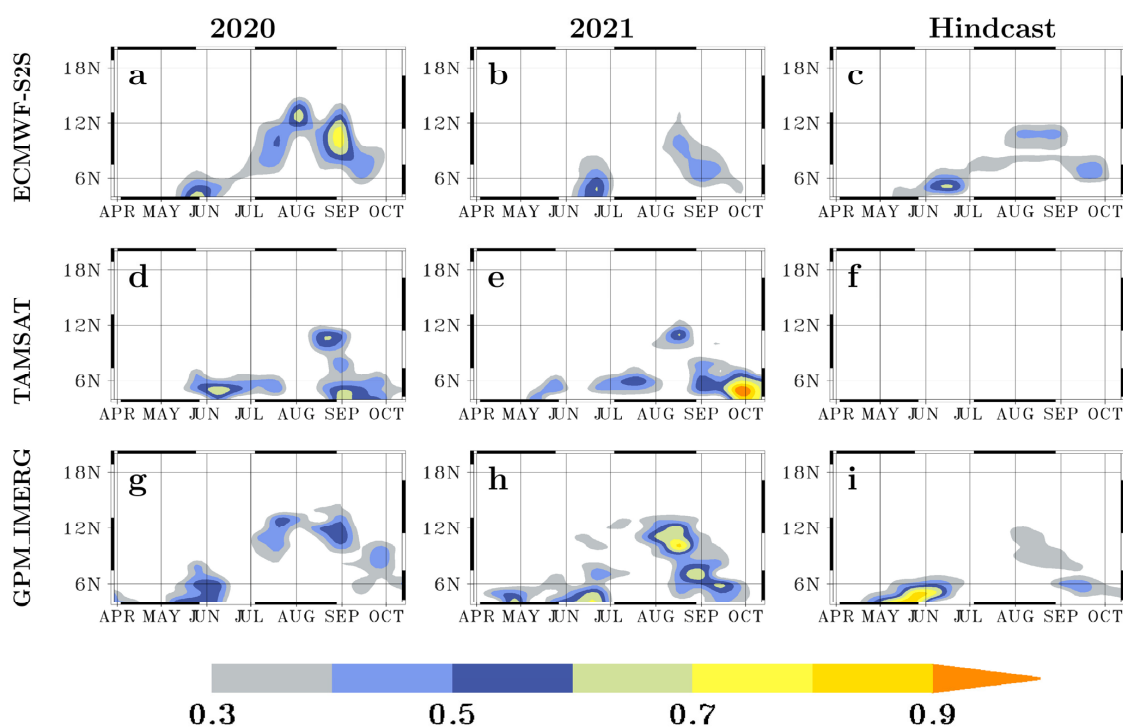 2020 2021 Hindcast
ECMWF-S2S
a b c
18N 18N 18N
12N 12N 12N
6N 6N 6N
APR MAY JUN JUL AUG SEP OCT APR MAY JUN JUL AUG SEP OCT APR MAY JUN JUL AUG SEP OCT
TAMSAT
d e f
18N 18N 18N
12N 12N 12N
6N 6N 6N
APR MAY JUN JUL AUG SEP OCT APR MAY JUN JUL AUG SEP OCT APR MAY JUN JUL AUG SEP OCT
GPM_IMERG
g h i
18N 18N 18N
12N 12N 12N
6N 6N 6N
APR MAY JUN JUL AUG SEP OCT APR MAY JUN JUL AUG SEP OCT APR MAY JUN JUL AUG SEP OCT
0.3 0.5 0.7 0.9